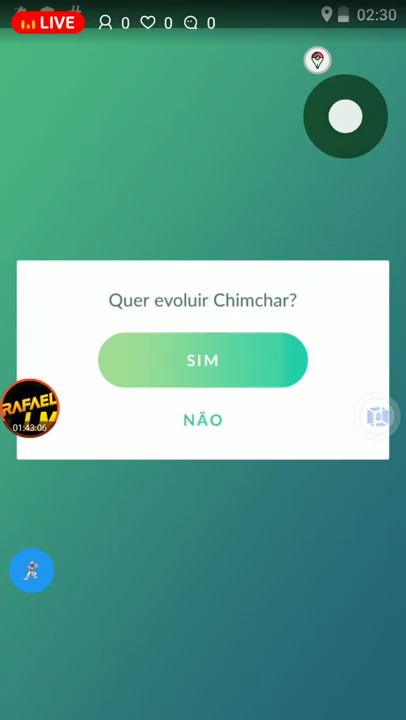 LIVE 0 0 0 02:30
Quer evoluir Chimchar?
SIM
NÃO
RAFAEL
01:43:06